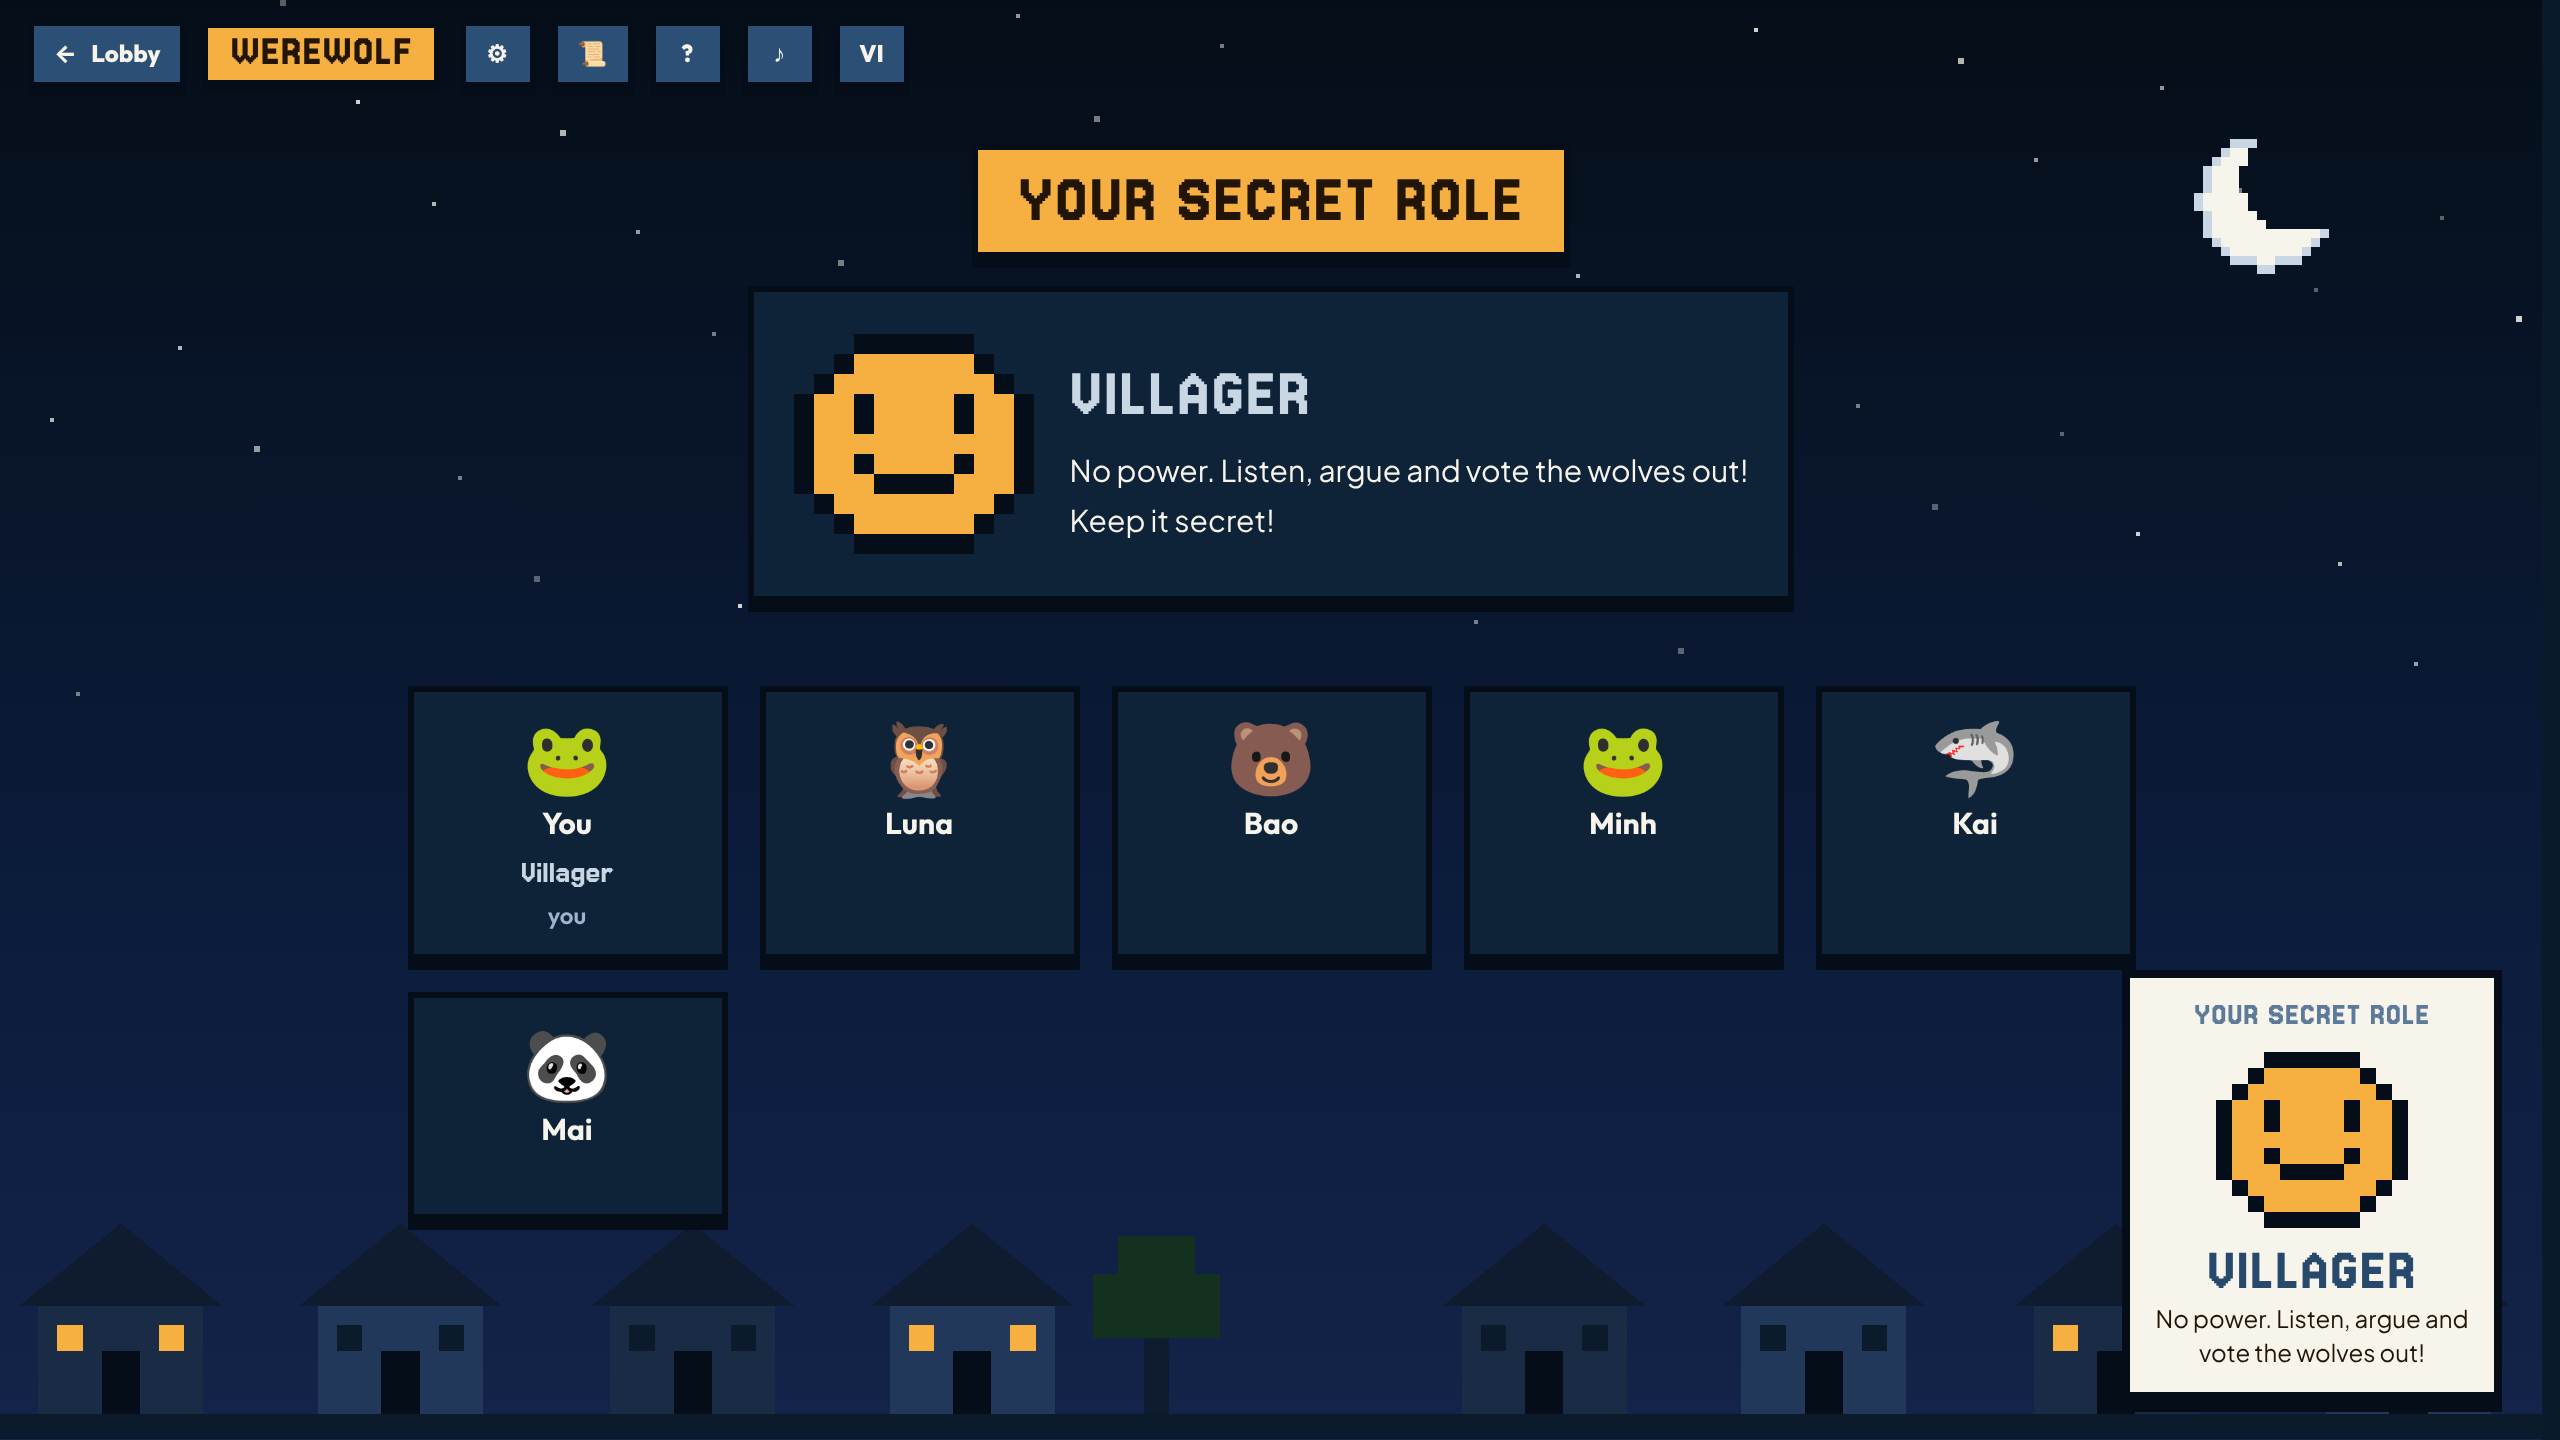 ← Lobby
WEREWOLF
?
♪
VI
YOUR SECRET ROLE
VILLAGER
No power. Listen, argue and vote the wolves out!
Keep it secret!
You
Villager
you
Luna
Bao
Minh
Kai
Mai
YOUR SECRET ROLE
VILLAGER
No power. Listen, argue and
vote the wolves out!